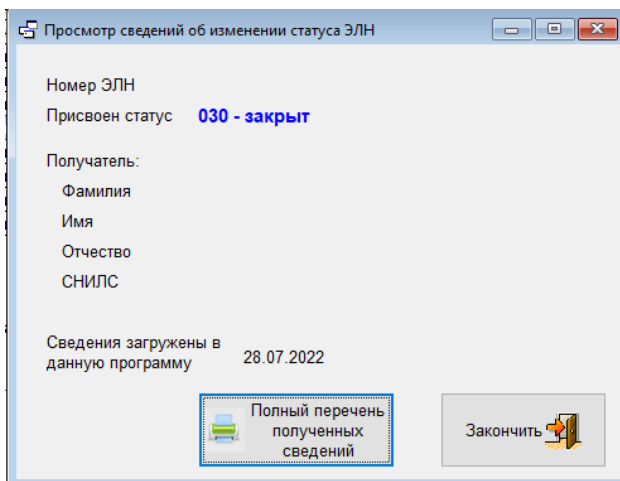 Просмотр сведений об изменении статуса ЭЛН
Номер ЭЛН
Присвоен статус 030 - закрыт
Получатель:
Фамилия
Имя
Отчество
СНИЛС
Сведения загружены в
данную программу 28.07.2022
Полный перечень
полученных
сведений
Закончить